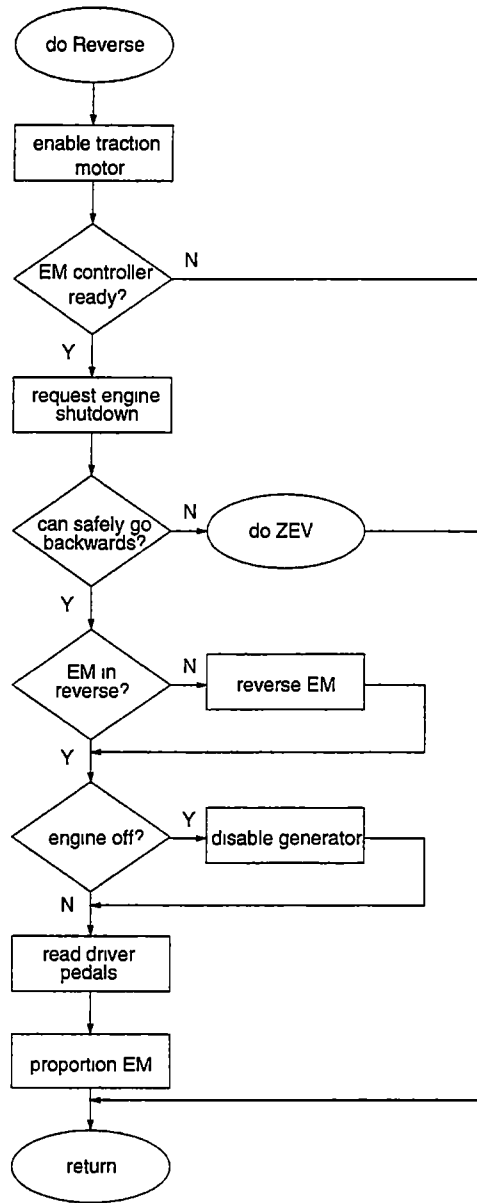 do Reverse
enable traction
motor
EM controller
ready?
N
Y
request engine
shutdown
can safely go
backwards?
N
do ZEV
Y
EM in
reverse?
N
reverse EM
Y
engine off?
Y
disable generator
N
read driver
pedals
proportion EM
return